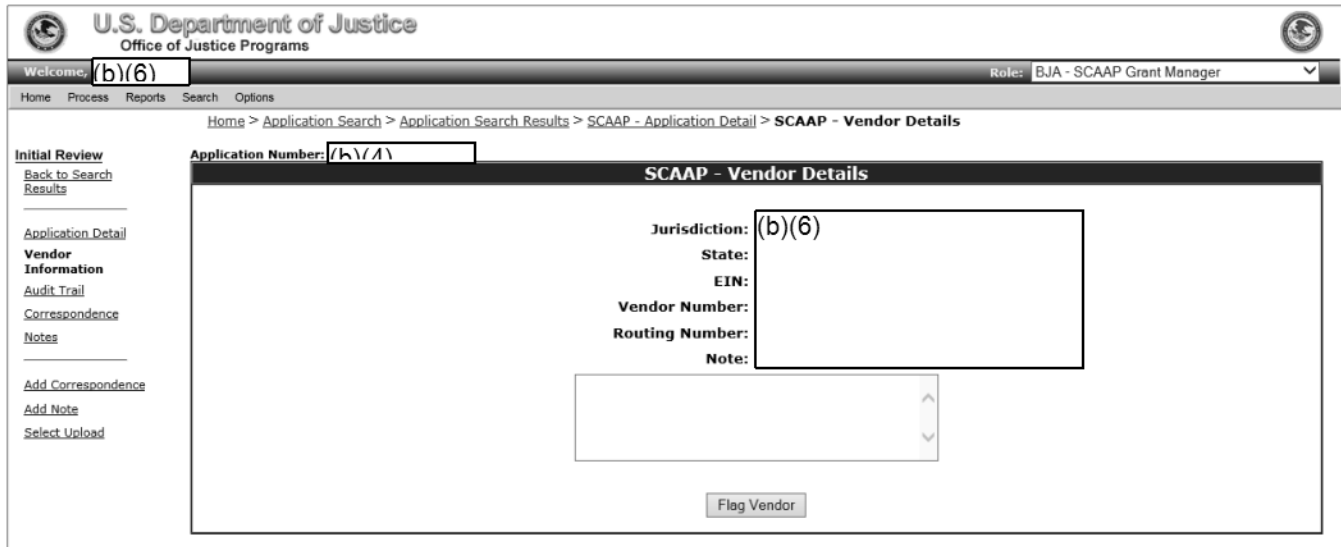 U.S. Department of Justice
Office of Justice Programs
Welcome, (b)(6)
Role: BJA - SCAAP Grant Manager
Home Process Reports Search Options
Home > Application Search > Application Search Results > SCAAP - Application Detail > SCAAP - Vendor Details
Initial Review
Back to Search
Results
Application Detail
Vendor
Information
Audit Trail
Correspondence
Notes
Add Correspondence
Add Note
Select Upload
Application Number: (b)(4)
SCAAP - Vendor Details
Jurisdiction: (b)(6)
State:
EIN:
Vendor Number:
Routing Number:
Note:
Flag Vendor